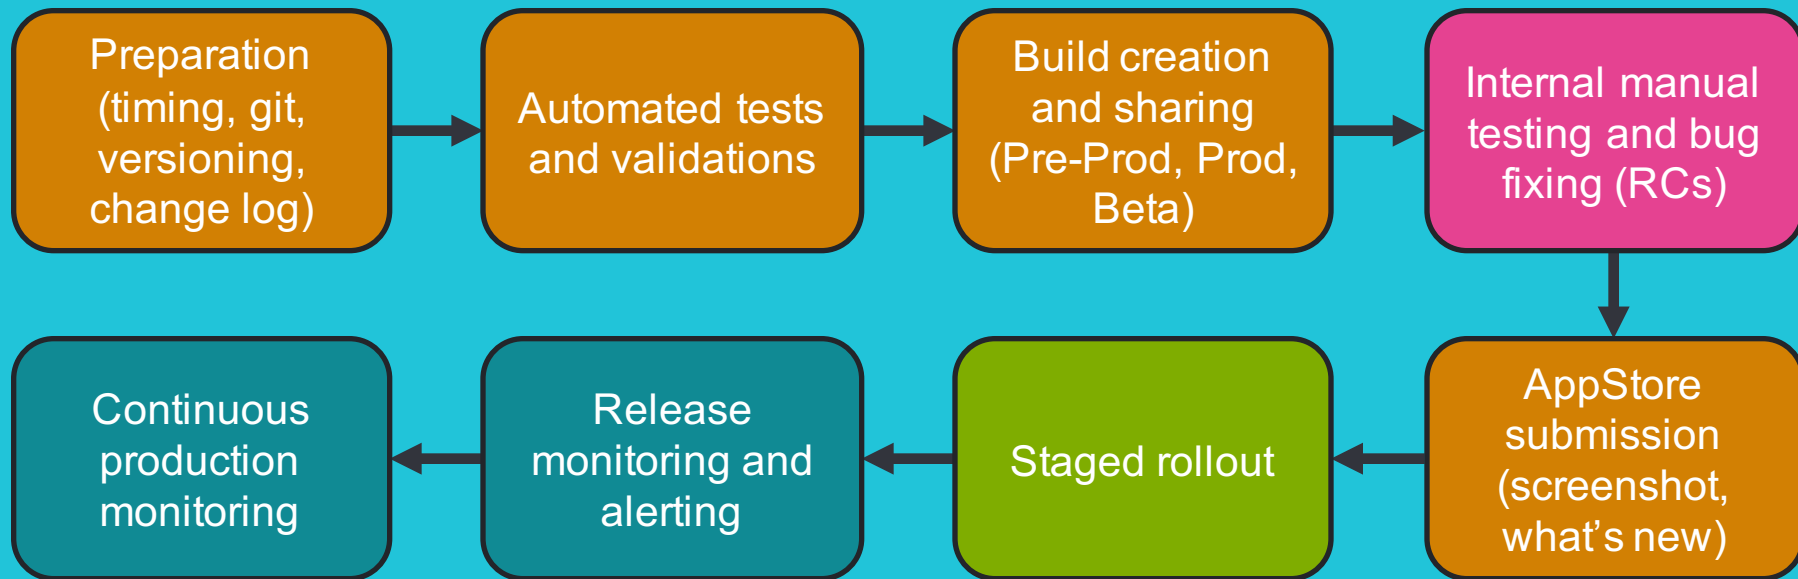 Preparation
(timing, git,
versioning,
change log)
Automated tests
and validations
Build creation
and sharing
(Pre-Prod, Prod,
Beta)
Internal manual
testing and bug
fixing (RCs)
AppStore
submission
(screenshot,
what’s new)
Staged rollout
Release
monitoring and
alerting
Continuous
production
monitoring